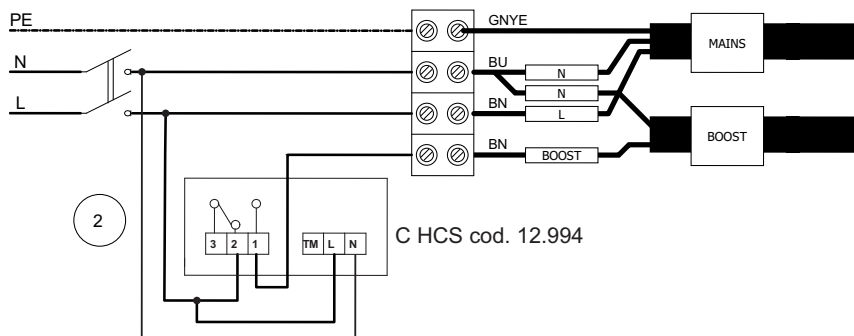 PE
GNYE
MAINS
N
BU
N
N
L
BN
L
BN
BOOST
BOOST
2
3 2 1
TM L N
C HCS cod. 12.994